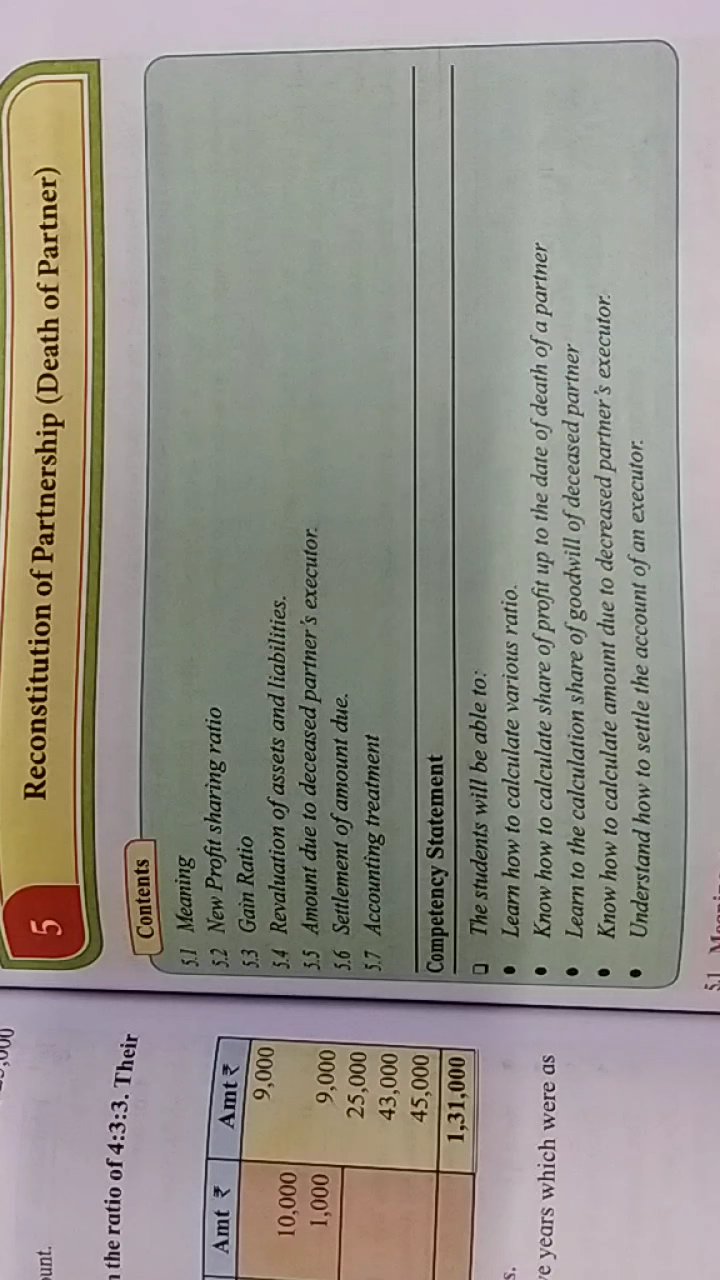 5
Reconstitution of Partnership (Death of Partner)
Contents
5.1 Meaning
5.2 New Profit sharing ratio
5.3 Gain Ratio
5.4 Revaluation of assets and liabilities.
5.5 Amount due to deceased partner's executor.
5.6 Settlement of amount due.
5.7 Accounting treatment
Competency Statement
❑ The students will be able to:
• Learn how to calculate various ratio.
• Know how to calculate share of profit up to the date of death of a partner
• Learn to the calculation share of goodwill of deceased partner
• Know how to calculate amount due to decreased partner's executor.
• Understand how to settle the account of an executor.
5.1 Meaning
the ratio of 4:3:3. Their
Amt ₹ Amt ₹
9,000
10,000
1,000 9,000
25,000
43,000
45,000
1,31,000
years which were as